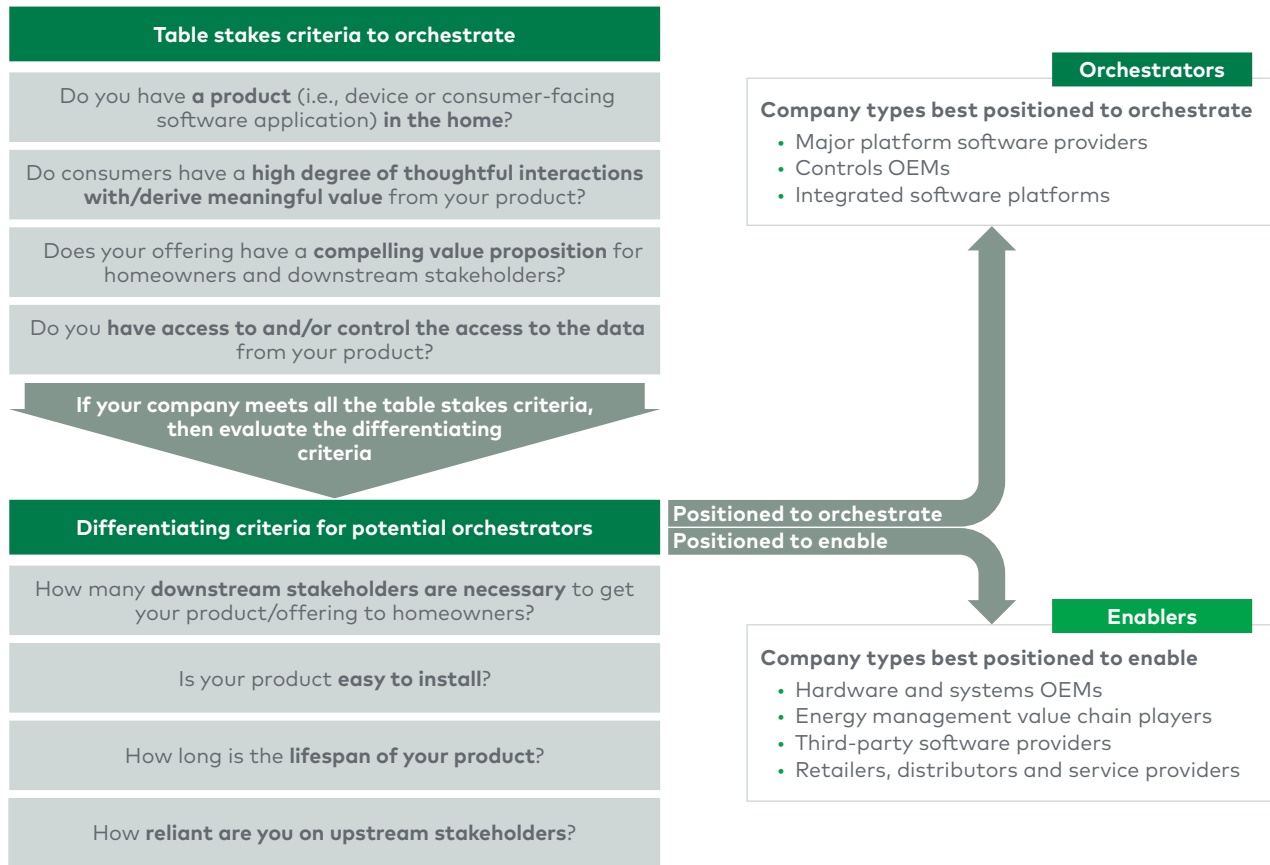 Table stakes criteria to orchestrate
Do you have a product (i.e., device or consumer-facing
software application) in the home?
Do consumers have a high degree of thoughtful interactions
with/derive meaningful value from your product?
Does your offering have a compelling value proposition for
homeowners and downstream stakeholders?
Do you have access to and/or control the access to the data
from your product?
If your company meets all the table stakes criteria,
then evaluate the differentiating
criteria
Differentiating criteria for potential orchestrators
How many downstream stakeholders are necessary to get
your product/offering to homeowners?
Is your product easy to install?
How long is the lifespan of your product?
How reliant are you on upstream stakeholders?
Positioned to orchestrate
Positioned to enable
Orchestrators
Company types best positioned to orchestrate
• Major platform software providers
• Controls OEMs
• Integrated software platforms
Enablers
Company types best positioned to enable
• Hardware and systems OEMs
• Energy management value chain players
• Third-party software providers
• Retailers, distributors and service providers